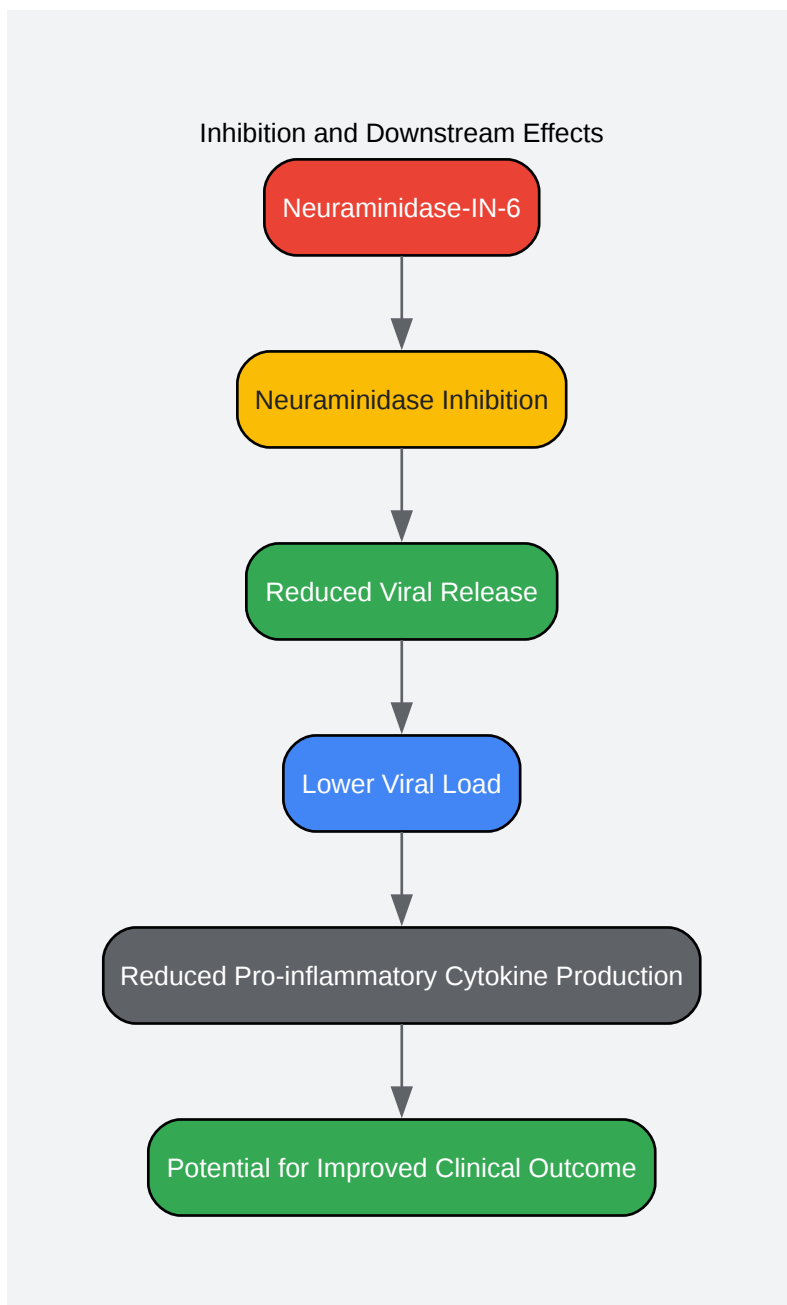 Inhibition and Downstream Effects
Neuraminidase-IN-6
Neuraminidase Inhibition
Reduced Viral Release
Lower Viral Load
Reduced Pro-inflammatory Cytokine Production
Potential for Improved Clinical Outcome